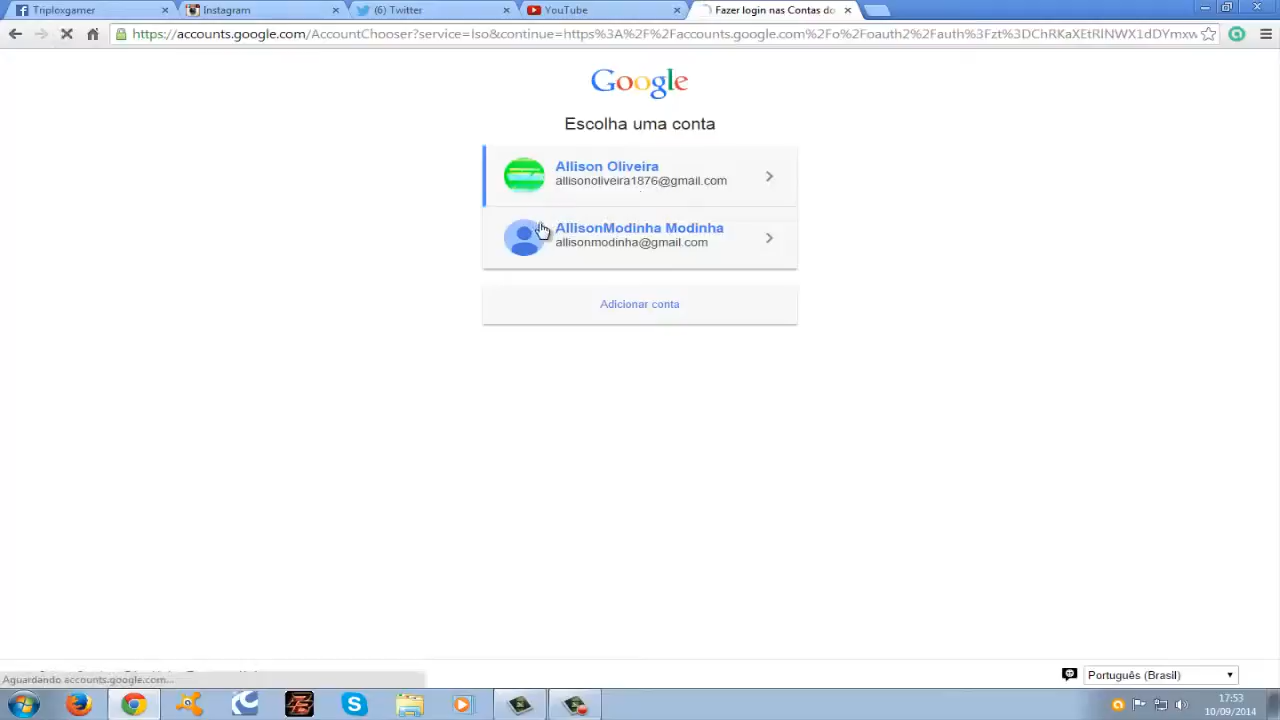 Triploxgamer
Instagram
(6) Twitter
YouTube
Fazer login nas Contas do
https://accounts.google.com/AccountChooser?service=lso&continue=https%3A%2F%2Faccounts.google.com%2Fo%2Foauth2%2Fauth%3Fzt%3DChRKaXEtRlNWX1dDYmxw
Google
Escolha uma conta
Allison Oliveira
allisonoliveira1876@gmail.com
AllisonModinha Modinha
allisonmodinha@gmail.com
Adicionar conta
Aguardando accounts.google.com...
Português (Brasil)
17:53
10/09/2014